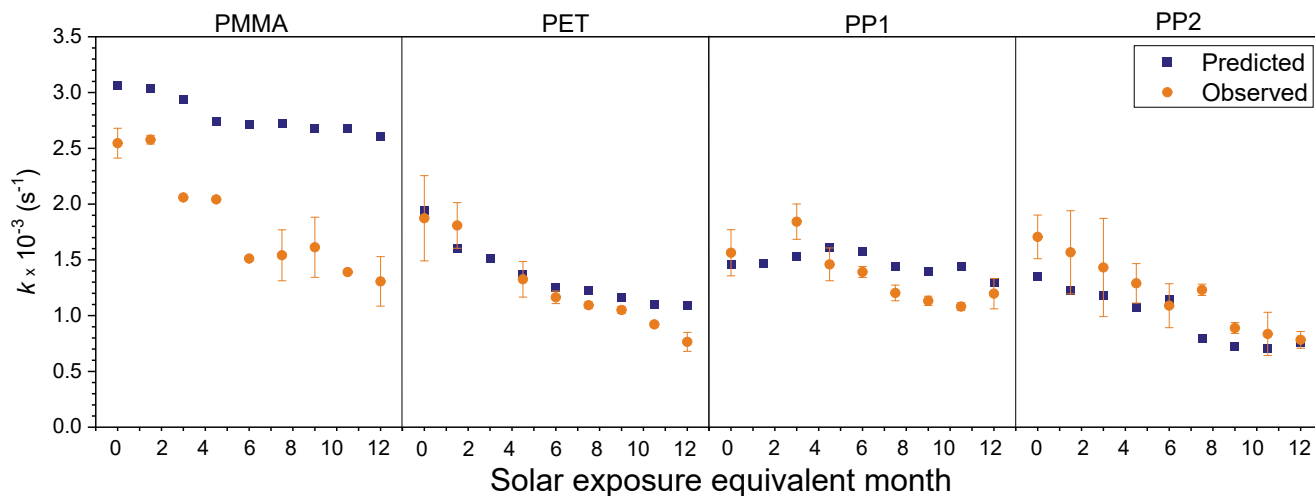 PMMA PET PP1 PP2
3.5
3.0
2.5
2.0
1.5
1.0
0.5
0.0
k × 10⁻³ (s⁻¹)
Predicted
Observed
0 2 4 6 8 10 12 0 2 4 6 8 10 12 0 2 4 6 8 10 12 0 2 4 6 8 10 12
Solar exposure equivalent month